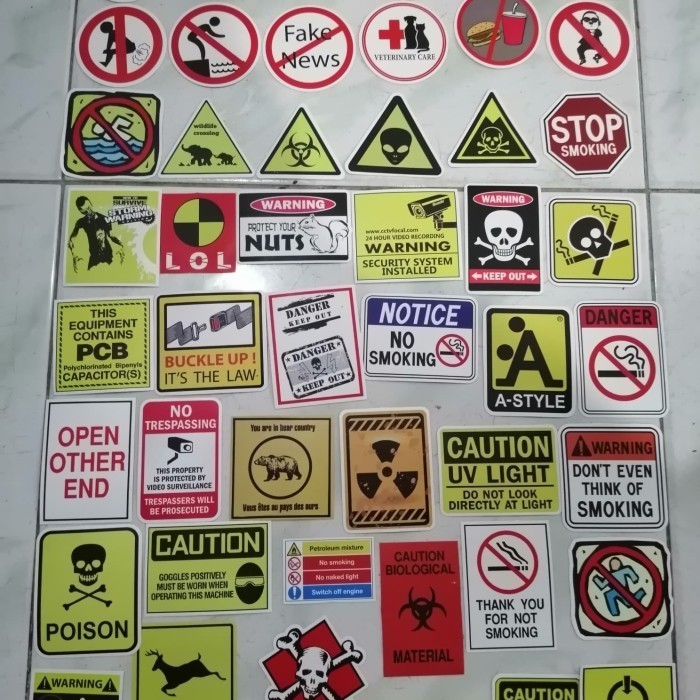 Fake
News
VETERINARY CARE
wildlife
crossing
STOP
SMOKING
SURVIVE
STORM
WARNING
LOL
WARNING
PROTECT YOUR
NUTS
www.cctvfocal.com
24 HOUR VIDEO RECORDING
WARNING
SECURITY SYSTEM
INSTALLED
WARNING
KEEP OUT
THIS
EQUIPMENT
CONTAINS
PCB
Polychlorinated Bipenyls
CAPACITOR(S)
BUCKLE UP!
IT'S THE LAW
DANGER
KEEP OUT
DANGER
KEEP OUT
NOTICE
NO
SMOKING
A
A-STYLE
DANGER
OPEN
OTHER
END
NO
TRESPASSING
THIS PROPERTY
IS PROTECTED BY
VIDEO SURVEILLANCE
TRESPASSERS WILL
BE PROSECUTED
You are in bear country
Vous êtes au pays des ours
CAUTION
UV LIGHT
DO NOT LOOK
DIRECTLY AT LIGHT
WARNING
DON'T EVEN
THINK OF
SMOKING
POISON
CAUTION
GOGGLES POSITIVELY
MUST BE WORN WHEN
OPERATING THIS MACHINE
Petroleum mixture
No smoking
No naked light
Switch off engine
CAUTION
BIOLOGICAL
MATERIAL
THANK YOU
FOR NOT
SMOKING
WARNING
CAUTION